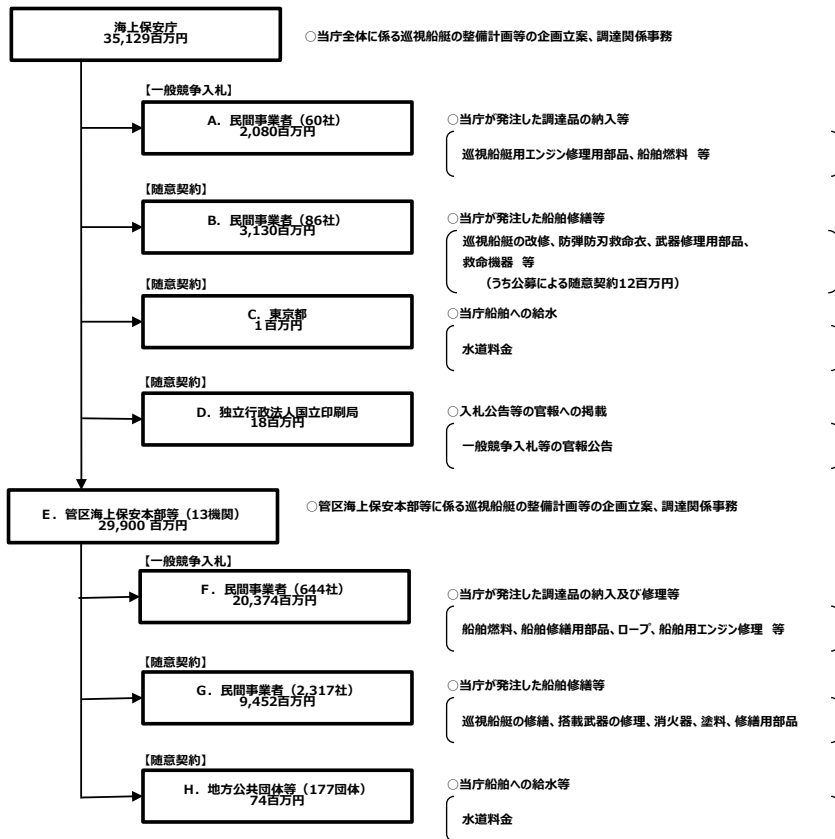 海上保安庁
35,129百万円
○当庁全体に係る巡視船艇の整備計画等の企画立案、調達関係事務
【一般競争入札】
A．民間事業者（60社）
2,080百万円
○当庁が発注した調達品の納入等
巡視船艇用エンジン修理用部品、船舶燃料 等
【随意契約】
B．民間事業者（86社）
3,130百万円
○当庁が発注した船舶修繕等
巡視船艇の改修、防弾防刃救命衣、武器修理用部品、
救命機器 等
（うち公募による随意契約12百万円）
【随意契約】
C．東京都
1百万円
○当庁船舶への給水
水道料金
【随意契約】
D．独立行政法人国立印刷局
18百万円
○入札公告等の官報への掲載
一般競争入札等の官報公告
E．管区海上保安本部等（13機関）
29,900 百万円
○管区海上保安本部等に係る巡視船艇の整備計画等の企画立案、調達関係事務
【一般競争入札】
F．民間事業者（644社）
20,374百万円
○当庁が発注した調達品の納入及び修理等
船舶燃料、船舶修繕用部品、ロープ、船舶用エンジン修理 等
【随意契約】
G．民間事業者（2,317社）
9,452百万円
○当庁が発注した船舶修繕等
巡視船艇の修繕、搭載武器の修理、消火器、塗料、修繕用部品
【随意契約】
H．地方公共団体等（177団体）
74百万円
○当庁船舶への給水等
水道料金